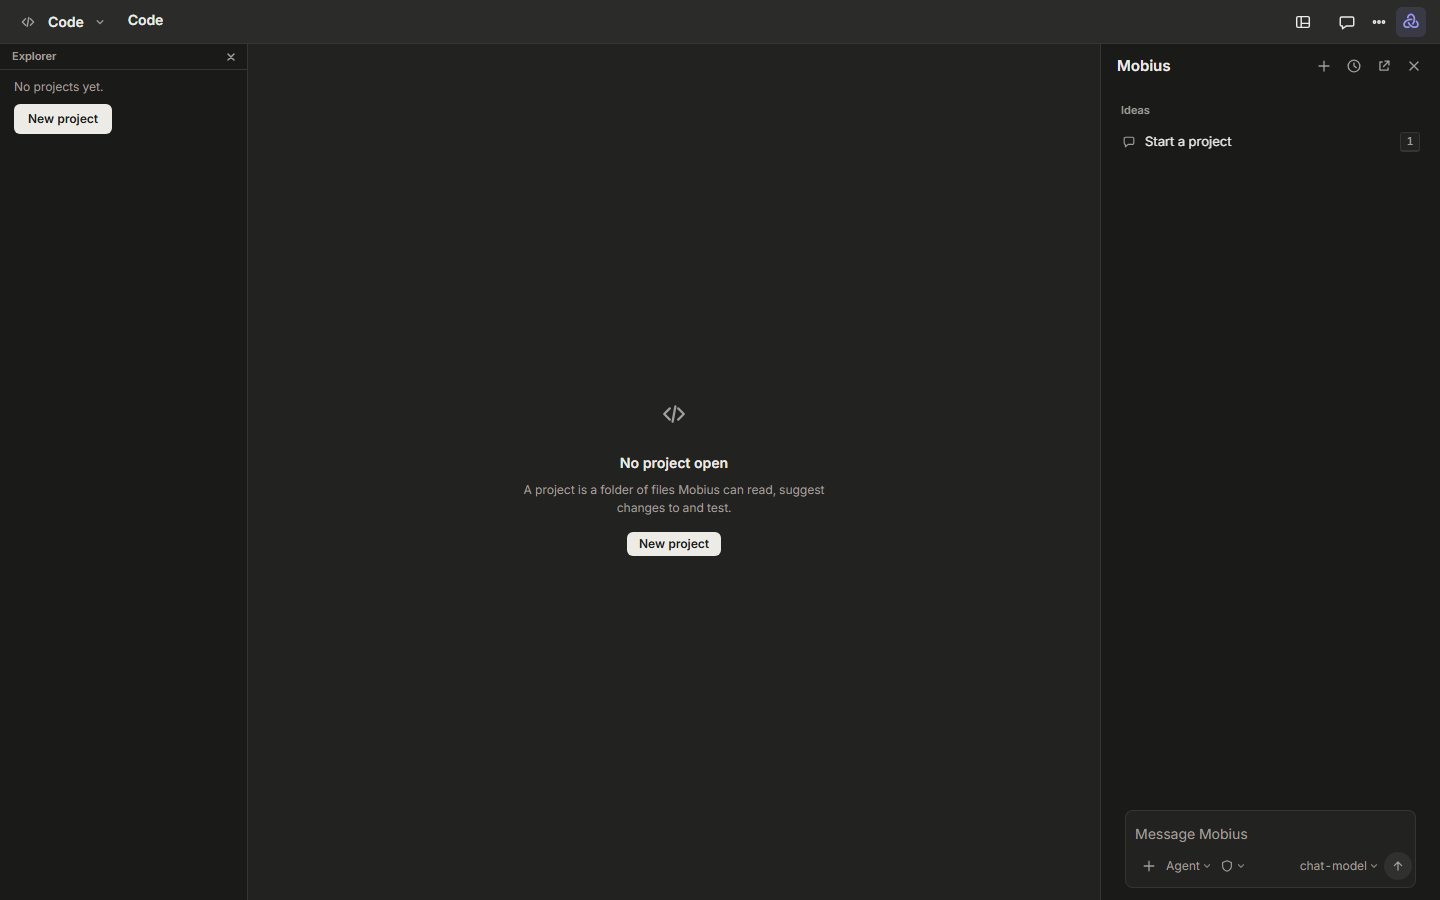 Code
Code
Explorer
No projects yet.
New project
No project open
A project is a folder of files Mobius can read, suggest
changes to and test.
New project
Mobius
Ideas
Start a project
1
Message Mobius
Agent
chat-model